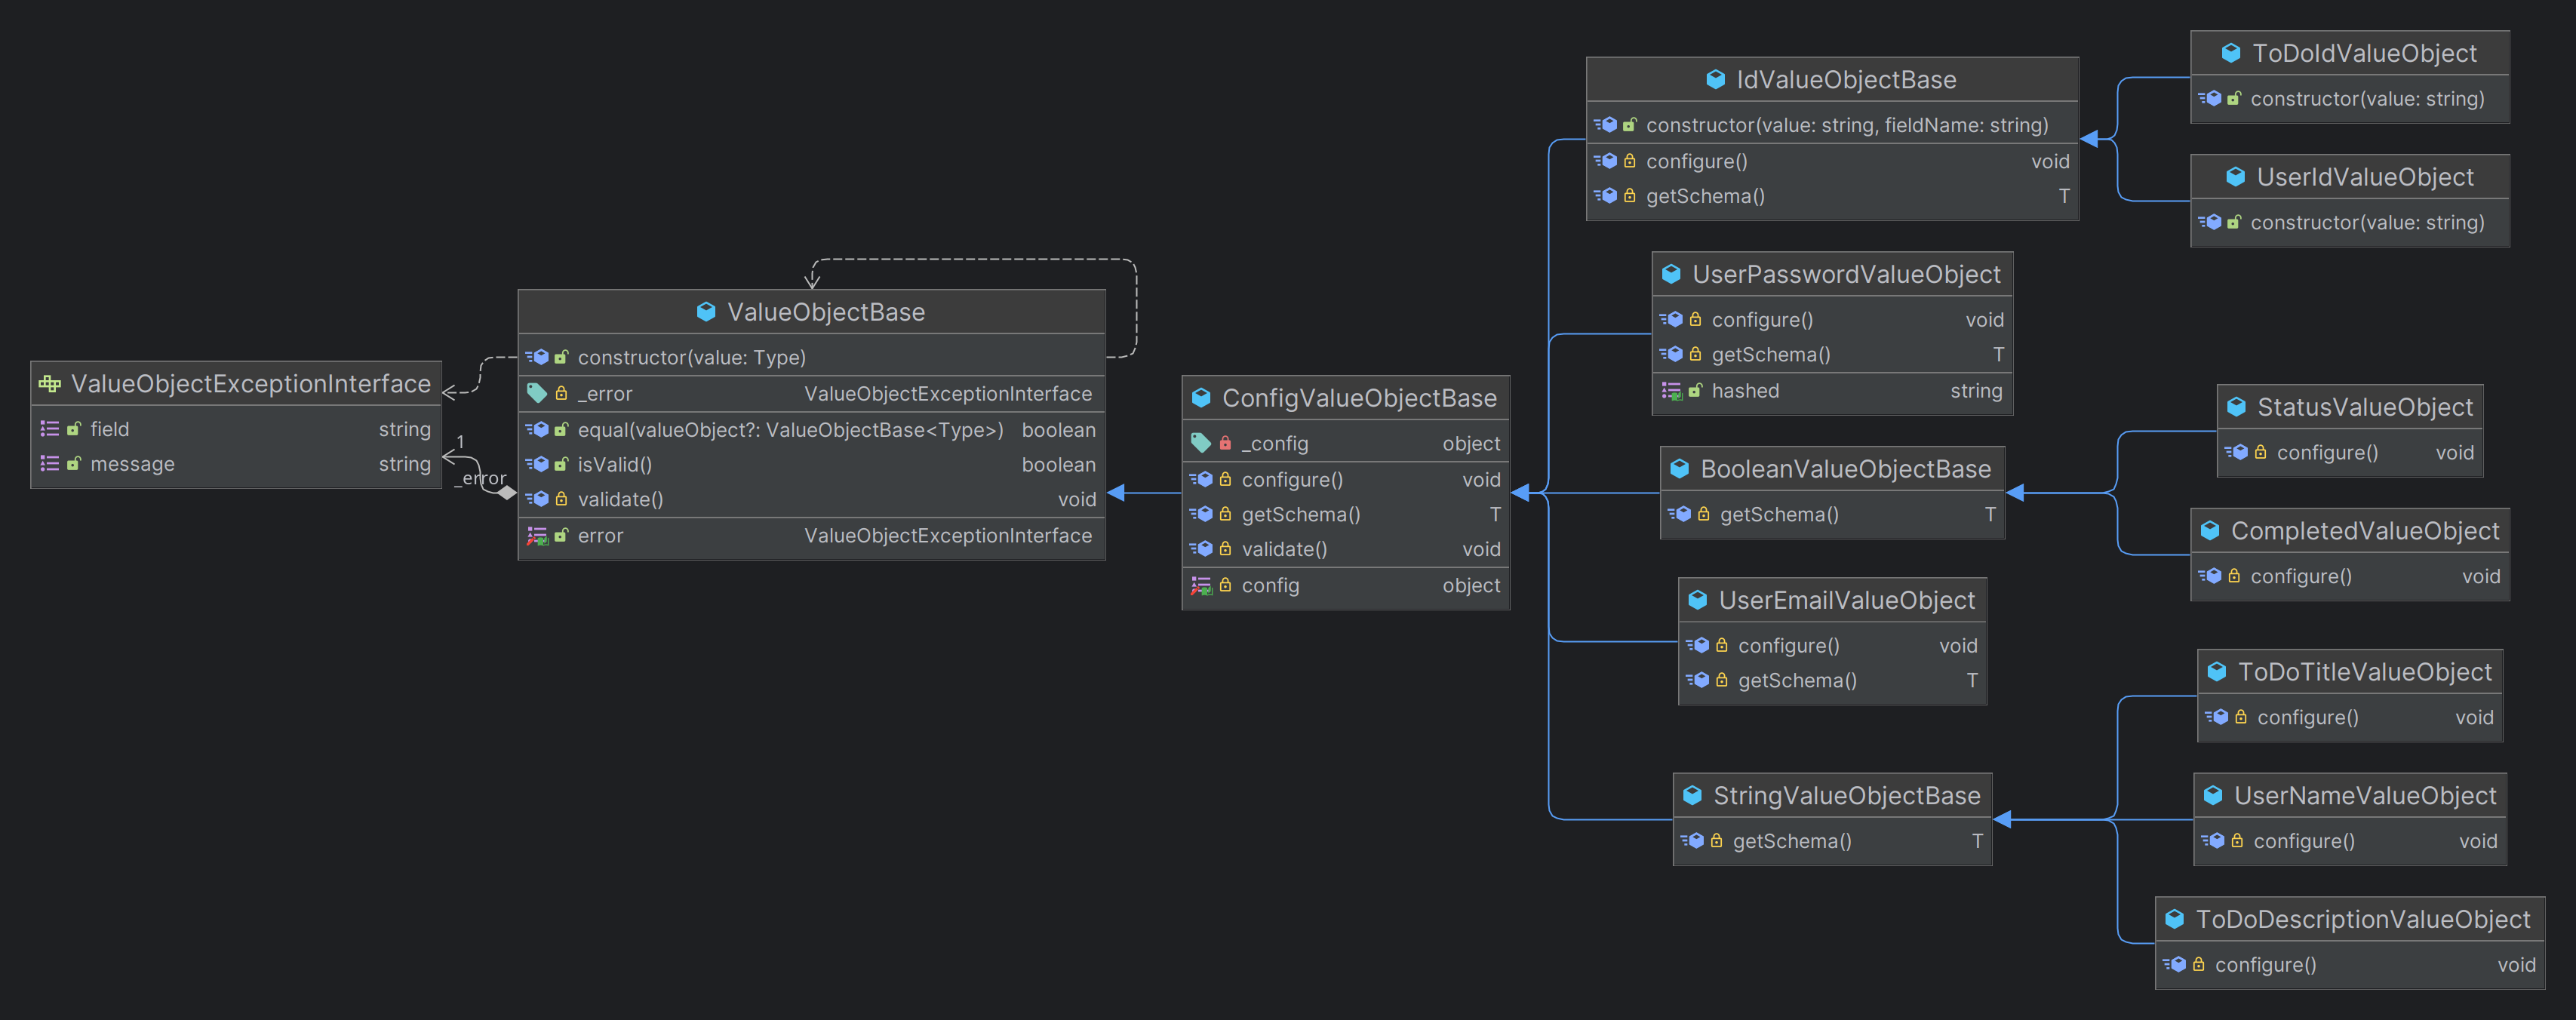 ValueObjectExceptionInterface
field string
message string
1
_error
ValueObjectBase
constructor(value: Type)
_error ValueObjectExceptionInterface
equal(valueObject?: ValueObjectBase<Type>) boolean
isValid() boolean
validate() void
error ValueObjectExceptionInterface
ConfigValueObjectBase
_config object
configure() void
getSchema() T
validate() void
config object
IdValueObjectBase
constructor(value: string, fieldName: string)
configure() void
getSchema() T
UserPasswordValueObject
configure() void
getSchema() T
hashed string
BooleanValueObjectBase
getSchema() T
UserEmailValueObject
configure() void
getSchema() T
StringValueObjectBase
getSchema() T
ToDoIdValueObject
constructor(value: string)
UserIdValueObject
constructor(value: string)
StatusValueObject
configure() void
CompletedValueObject
configure() void
ToDoTitleValueObject
configure() void
UserNameValueObject
configure() void
ToDoDescriptionValueObject
configure() void